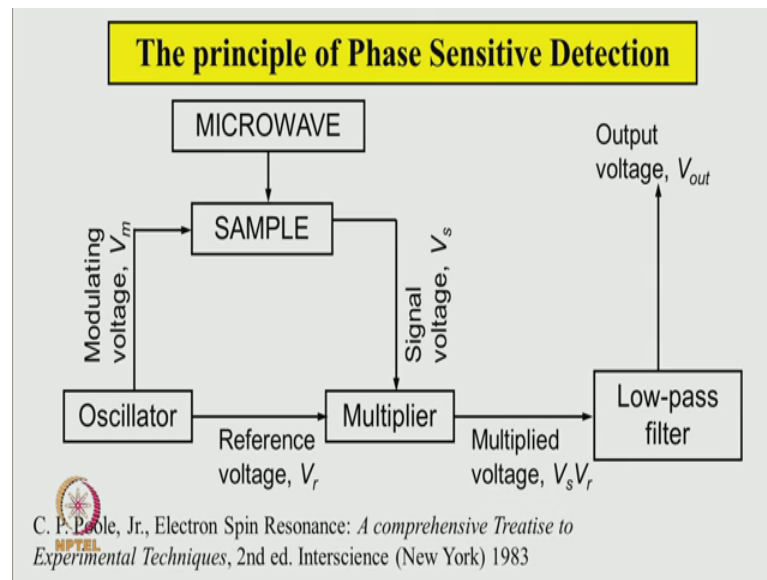 The principle of Phase Sensitive Detection
MICROWAVE
SAMPLE
Modulating
voltage, Vm
Signal
voltage, Vs
Output
voltage, Vout
Oscillator
Reference
voltage, Vr
Multiplier
Multiplied
voltage, VsVr
Low-pass
filter
C. P. Poole, Jr., Electron Spin Resonance: A comprehensive Treatise to
Experimental Techniques, 2nd ed. Interscience (New York) 1983
NPTEL